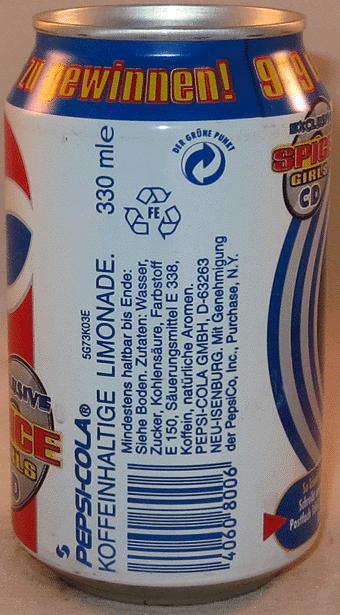 zu gewinnen!
DER GRÜNE PUNKT
FE
EXCLUSIVE
SPICE
GIRLS
CD
5G73K03E
PEPSI-COLA®
KOFFEINHALTIGE LIMONADE. 330 mle
Mindestens haltbar bis Ende:
Siehe Boden. Zutaten: Wasser,
Zucker, Kohlensäure, Farbstoff
E 150, Säuerungsmittel E 338,
Koffein, natürliche Aromen.
PEPSI-COLA GMBH, D-63263
NEU-ISENBURG. Mit Genehmigung
der PepsiCo, Inc., Purchase, N.Y.
4060 8006